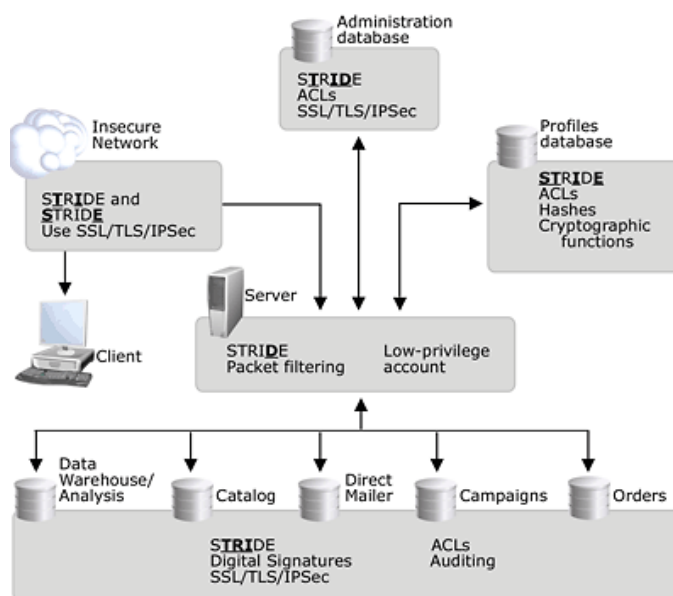 Administration
database
STRIDE
ACLs
SSL/TLS/IPSec
Insecure
Network
STRIDE and
STRIDE
Use SSL/TLS/IPSec
Profiles
database
STRIDE
ACLs
Hashes
Cryptographic
functions
Client
Server
STRIDE
Packet filtering
Low-privilege
account
Data
Warehouse/
Analysis
Catalog
Direct
Mailer
Campaigns
Orders
STRIDE
Digital Signatures
SSL/TLS/IPSec
ACLs
Auditing